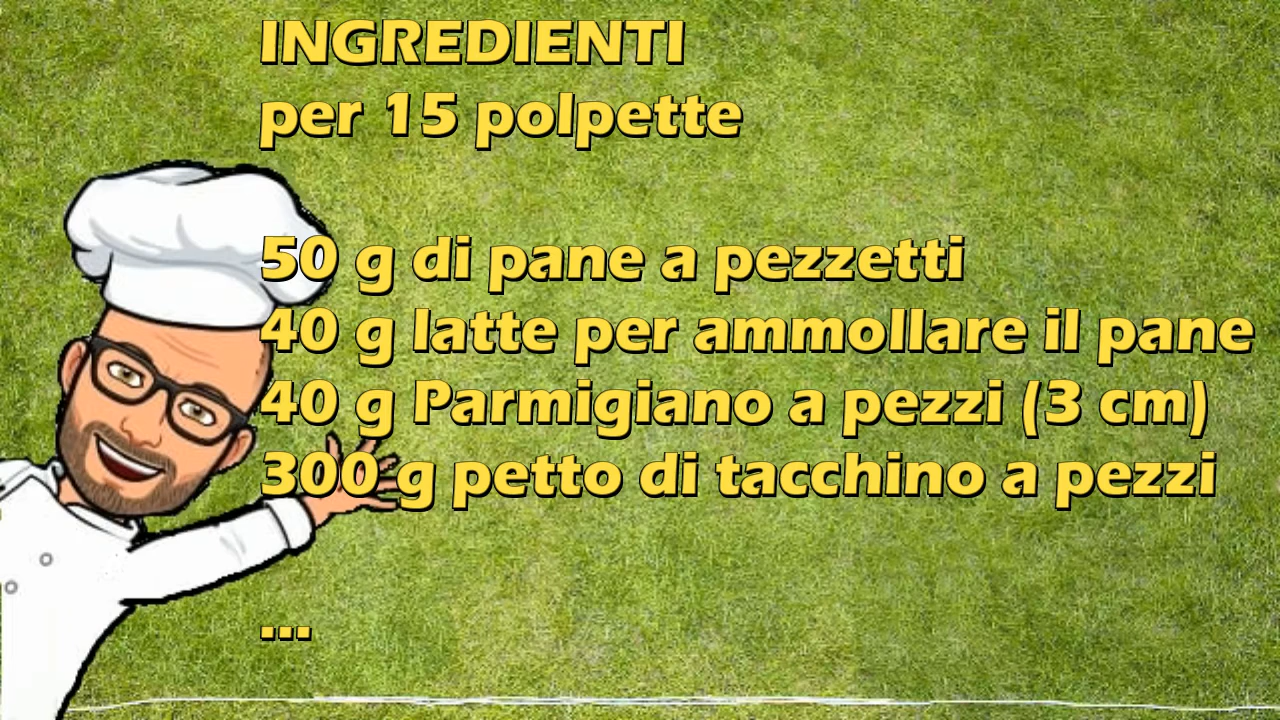 INGREDIENTI
per 15 polpette
50 g di pane a pezzetti
40 g latte per ammollare il pane
40 g Parmigiano a pezzi (3 cm)
300 g petto di tacchino a pezzi
...